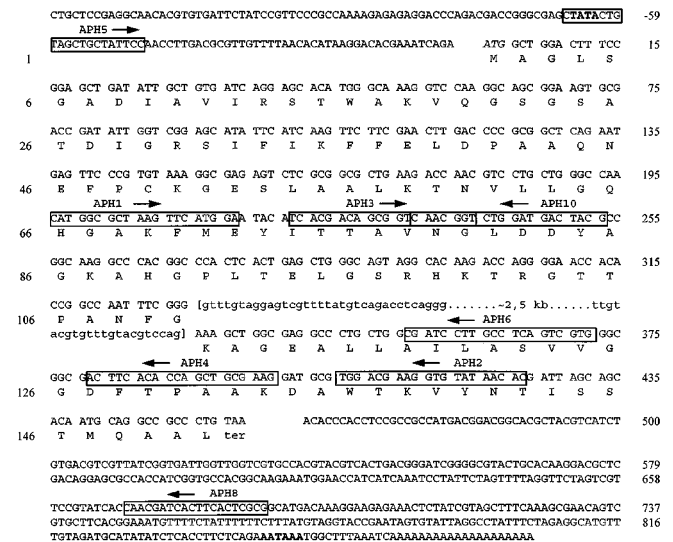 CTGCTCCGAGGCAACACGTGTGATTCTATCCGTTCCCGCCAAAAGAGAGAGGACCCAGACGACCGGGCGAGCTATACTG -59
APH5
TAGCTGCTATTCCAACCTTGACGCGTTGTTTTAACACATAAGGATACACGAAATCAGA ATG GCT GGA CTT TCC 15
1 M A G L S
GGA GCT GAT ATT GCT GTG ATC AGG AGC ACA TGG GCA AAG GTC CAA GGC AGC GGA AGT GCA 75
6 G A D I A V I R S T W A K V Q G S G S A
ACC GAT ATT GGT CGG AGC ATA TTC ATC AAG TTC TTC GAA CTT GAC CCC GCG GCT CAG AAT 135
26 T D I G R S I F I K F F E L D P A A Q N
GAG TTC CCG TGT AAA GGC GAG AGT CTC GCG GCG CTG AAG ACC AAC GTC CTG CTG GGC CAA 195
46 E F P C K G E S L A A L K T N V L L G Q
APH1 APH3 APH10
CAT GGC GCT AAG TTC ATG GAA TAC ATC ACG ACA GCG GTC AAC GGT CTG GAT GAC TAC GCC 255
66 H G A K F M E Y I T T A V N G L D D Y A
GGC AAG GCC CAC GGC CCA CTC ACT GAG CTG GGC AGT AGG CAC AAG ACC AGG GGA ACC ACA 315
86 G K A H G P L T E L G S R H K T R G T T
CCG GCC AAT TTC GGG [gtttgtaggagtcgttttatgtcagacctcaggg.......~2,5 kb......ttgt
106 P A N F G
APH6
acgtgtttgtacgtccag] AAA GCT GGC GAG GCC CTG CTG GCG ATC CTT GCC TCA GTC GTG GGC 375
K A G E A L L A I L A S V V G
APH4 APH2
GGC GAC TTC ACA CCA GCT GCG AAG GAT GCG TGG ACG AAG GTG TAT AAC ACG ATT AGC AGC 435
126 G D F T P A A K D A W T K V Y N T I S S
ACA ATG CAG GCC GCC CTG TAA ACACCCACCTCCGCCGCCATGACGGACGGCACGCTACGTCATCT 500
146 T M Q A A L ter
GTGACGTCGTTATCGGTGATTGGTTGGTCGTGCCACGTACGTCACTGACGGGATCGGGGCGTACTGCACAAGGACGCTC 579
GACAGGAGCGCCACCATCGGTGCCACGGCAAGAAATGGAACCATCATCAAATCCTATTCTAGTTTTAGGTTCTAGTCGT 658
APH8
TCCGTATCACCAACGATCACTTCACTCGCGGCATGACAAAGGAAGAGAAACTCTATCGTAGCTTTCAAAGCGAACAGTC 737
GTGCTTCACGGAAATGTTTTCTATTTTTTCTTTATGTAGGTACCGAATAGTGTATTAGGCCTATTTCTAGAGGCATGTT 816
TGTAGATGCATATATCTCACCTTCTCAGAAATAAATGGCTTTAAATCAAAAAAAAAAAAAAAAAAAA